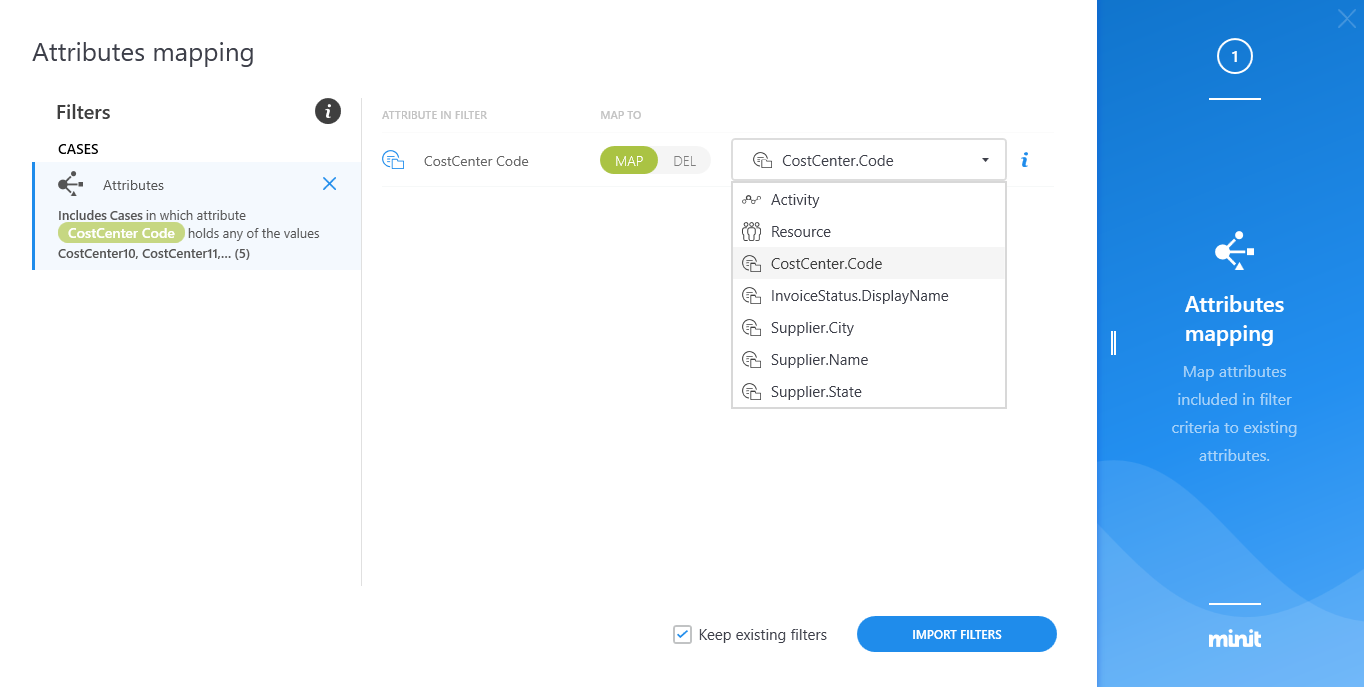 Attributes mapping
Filters
i
CASES
Attributes
Includes Cases in which attribute
CostCenter Code holds any of the values
CostCenter10, CostCenter11,... (5)
ATTRIBUTE IN FILTER
MAP TO
CostCenter Code
MAP
DEL
CostCenter.Code
i
Activity
Resource
CostCenter.Code
InvoiceStatus.DisplayName
Supplier.City
Supplier.Name
Supplier.State
Keep existing filters
IMPORT FILTERS
1
Attributes
mapping
Map attributes
included in filter
criteria to existing
attributes.
minit